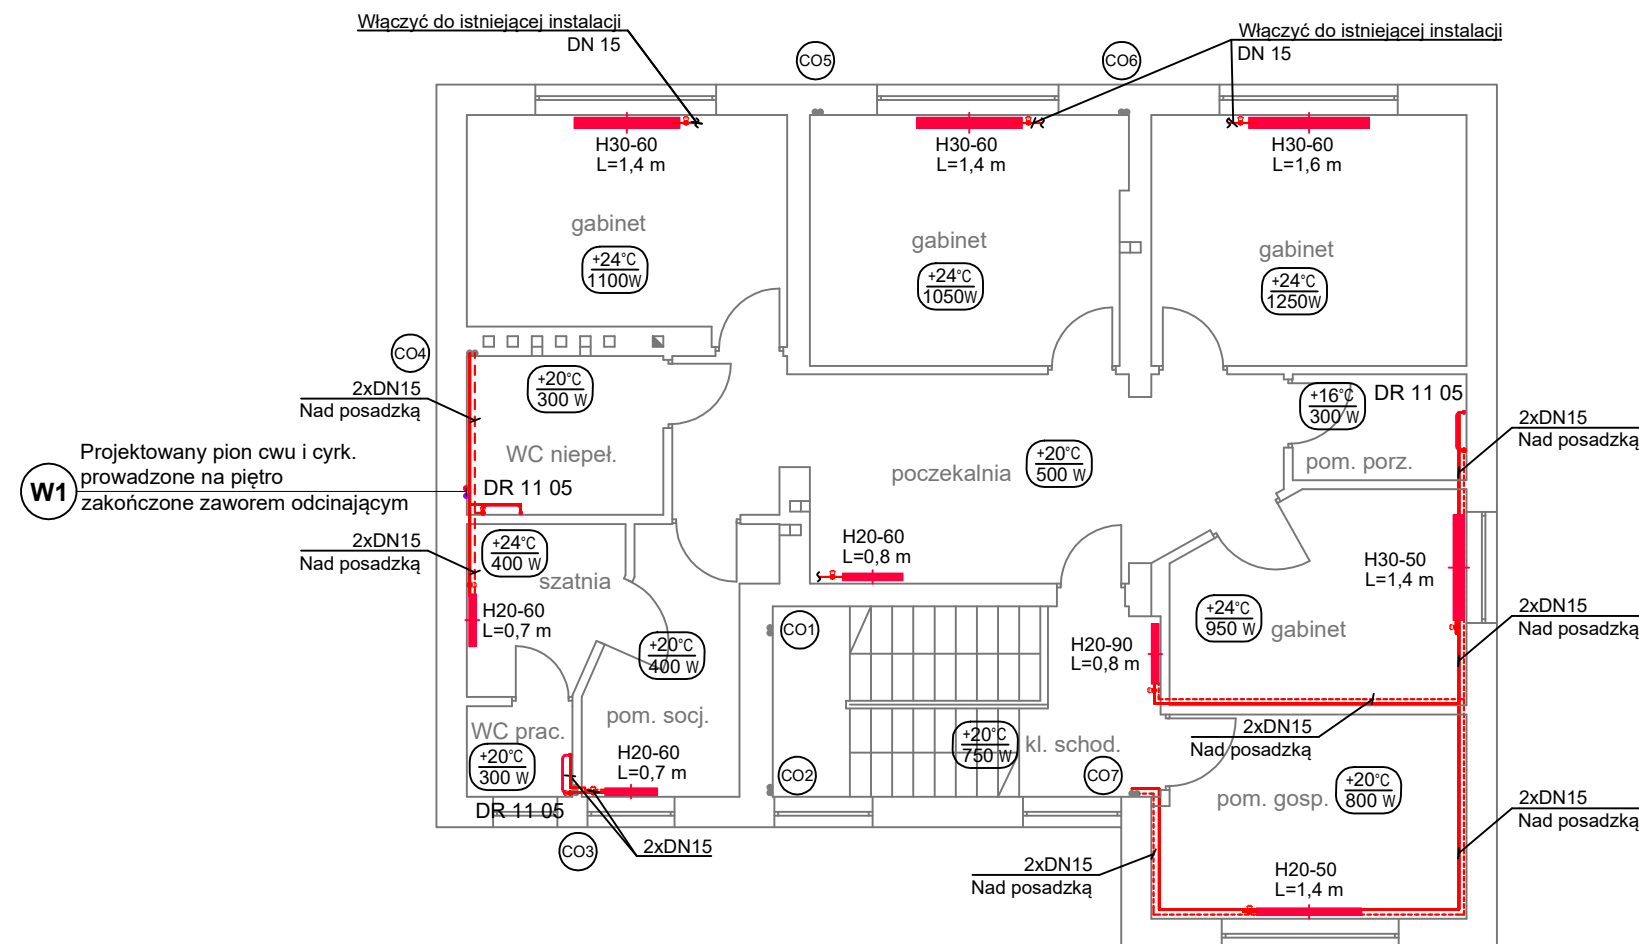 Włączyć do istniejącej instalacji
DN 15
CO5
CO6
Włączyć do istniejącej instalacji
DN 15
H30-60
L=1,4 m
gabinet
+24°C
1100W
H30-60
L=1,4 m
gabinet
+24°C
1050W
H30-60
L=1,6 m
gabinet
+24°C
1250W
CO4
2xDN15
Nad posadzką
+20°C
300 W
WC niepeł.
DR 11 05
Projektowany pion cwu i cyrk.
prowadzone na piętro
zakończone zaworem odcinającym
W1
2xDN15
Nad posadzką
poczekalnia
+20°C
500 W
H20-60
L=0,8 m
+16°C
300 W
DR 11 05
pom. porz.
2xDN15
Nad posadzką
+24°C
400 W
szatnia
H20-60
L=0,7 m
+20°C
400 W
CO1
H20-90
L=0,8 m
H30-50
L=1,4 m
+24°C
950 W
gabinet
2xDN15
Nad posadzką
WC prac.
+20°C
300 W
DR 11 05
pom. socj.
H20-60
L=0,7 m
CO3
2xDN15
CO2
+20°C
750 W
kl. schod.
CO7
2xDN15
Nad posadzką
pom. gosp.
+20°C
800 W
2xDN15
Nad posadzką
2xDN15
Nad posadzką
H20-50
L=1,4 m